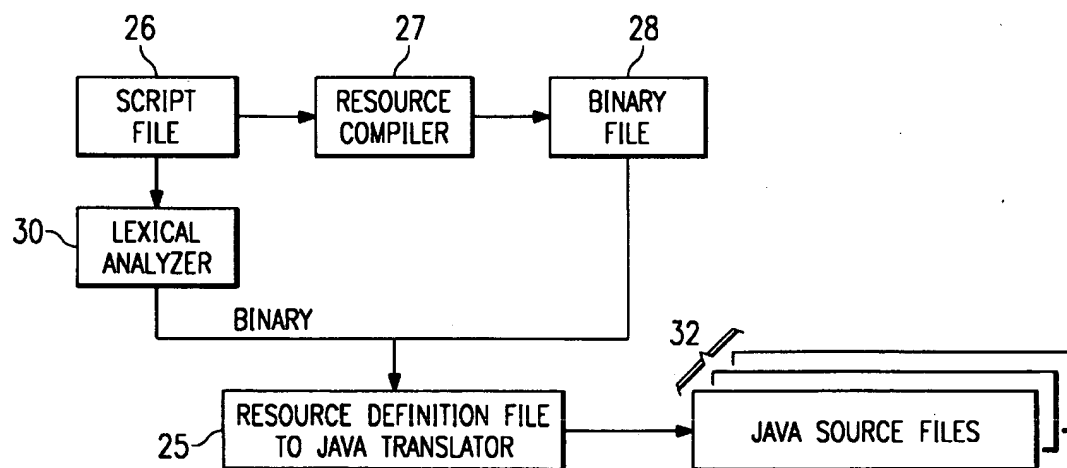 26
27
28
SCRIPT
FILE
RESOURCE
COMPILER
BINARY
FILE
30
LEXICAL
ANALYZER
BINARY
32
RESOURCE DEFINITION FILE
TO JAVA TRANSLATOR
25
JAVA SOURCE FILES